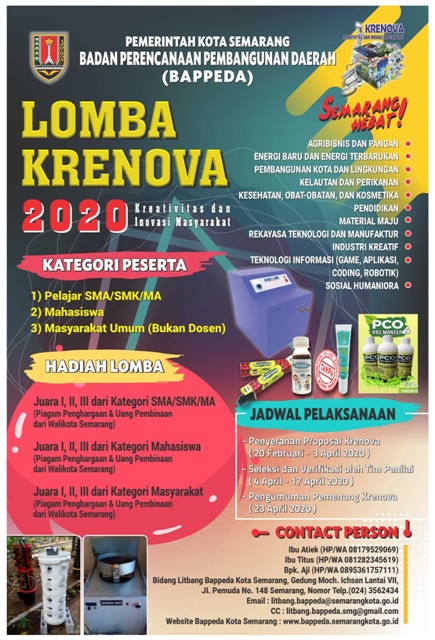 PEMERINTAH KOTA SEMARANG
BADAN PERENCANAAN PEMBANGUNAN DAERAH
(BAPPEDA)
KRENOVA
SEMARANG
HEBAT!
LOMBA
KRENOVA
2020 Kreativitas dan
Inovasi Masyarakat
AGRIBISNIS DAN PANGAN
ENERGI BARU DAN ENERGI TERBARUKAN
PEMBANGUNAN KOTA DAN LINGKUNGAN
KELAUTAN DAN PERIKANAN
KESEHATAN, OBAT-OBATAN, DAN KOSMETIKA
PENDIDIKAN
MATERIAL MAJU
REKAYASA TEKNOLOGI DAN MANUFAKTUR
INDUSTRI KREATIF
TEKNOLOGI INFORMASI (GAME, APLIKASI,
CODING, ROBOTIK)
SOSIAL HUMANIORA
KATEGORI PESERTA
1) Pelajar SMA/SMK/MA
2) Mahasiswa
3) Masyarakat Umum (Bukan Dosen)
HADIAH LOMBA
Juara I, II, III dari Kategori SMA/SMK/MA
(Piagam Penghargaan & Uang Pembinaan
dari Walikota Semarang)
Juara I, II, III dari Kategori Mahasiswa
(Piagam Penghargaan & Uang Pembinaan
dari Walikota Semarang)
Juara I, II, III dari Kategori Masyarakat
(Piagam Penghargaan & Uang Pembinaan
dari Walikota Semarang)
TANPA
PCO
JADWAL PELAKSANAAN
- Penyerahan Proposal Krenova
( 20 Februari - 3 April 2020 )
- Seleksi dan Verifikasi oleh Tim Penilai
( 4 April - 17 April 2020 )
- Pengumuman Pemenang Krenova
( 23 April 2020 )
CONTACT PERSON
Ibu Atiek (HP/WA 08179529069)
Ibu Titus (HP/WA 081282345619)
Bpk. Aji (HP/WA 0895361757111)
Bidang Litbang Bappeda Kota Semarang, Gedung Moch. Ichsan Lantai VII,
Jl. Pemuda No. 148 Semarang, Nomor Telp.(024) 3562434
Email : litbang.bappeda@semarangkota.go.id
CC : litbang.bappeda.smg@gmail.com
Website Bappeda Kota Semarang : www.bappeda.semarangkota.go.id